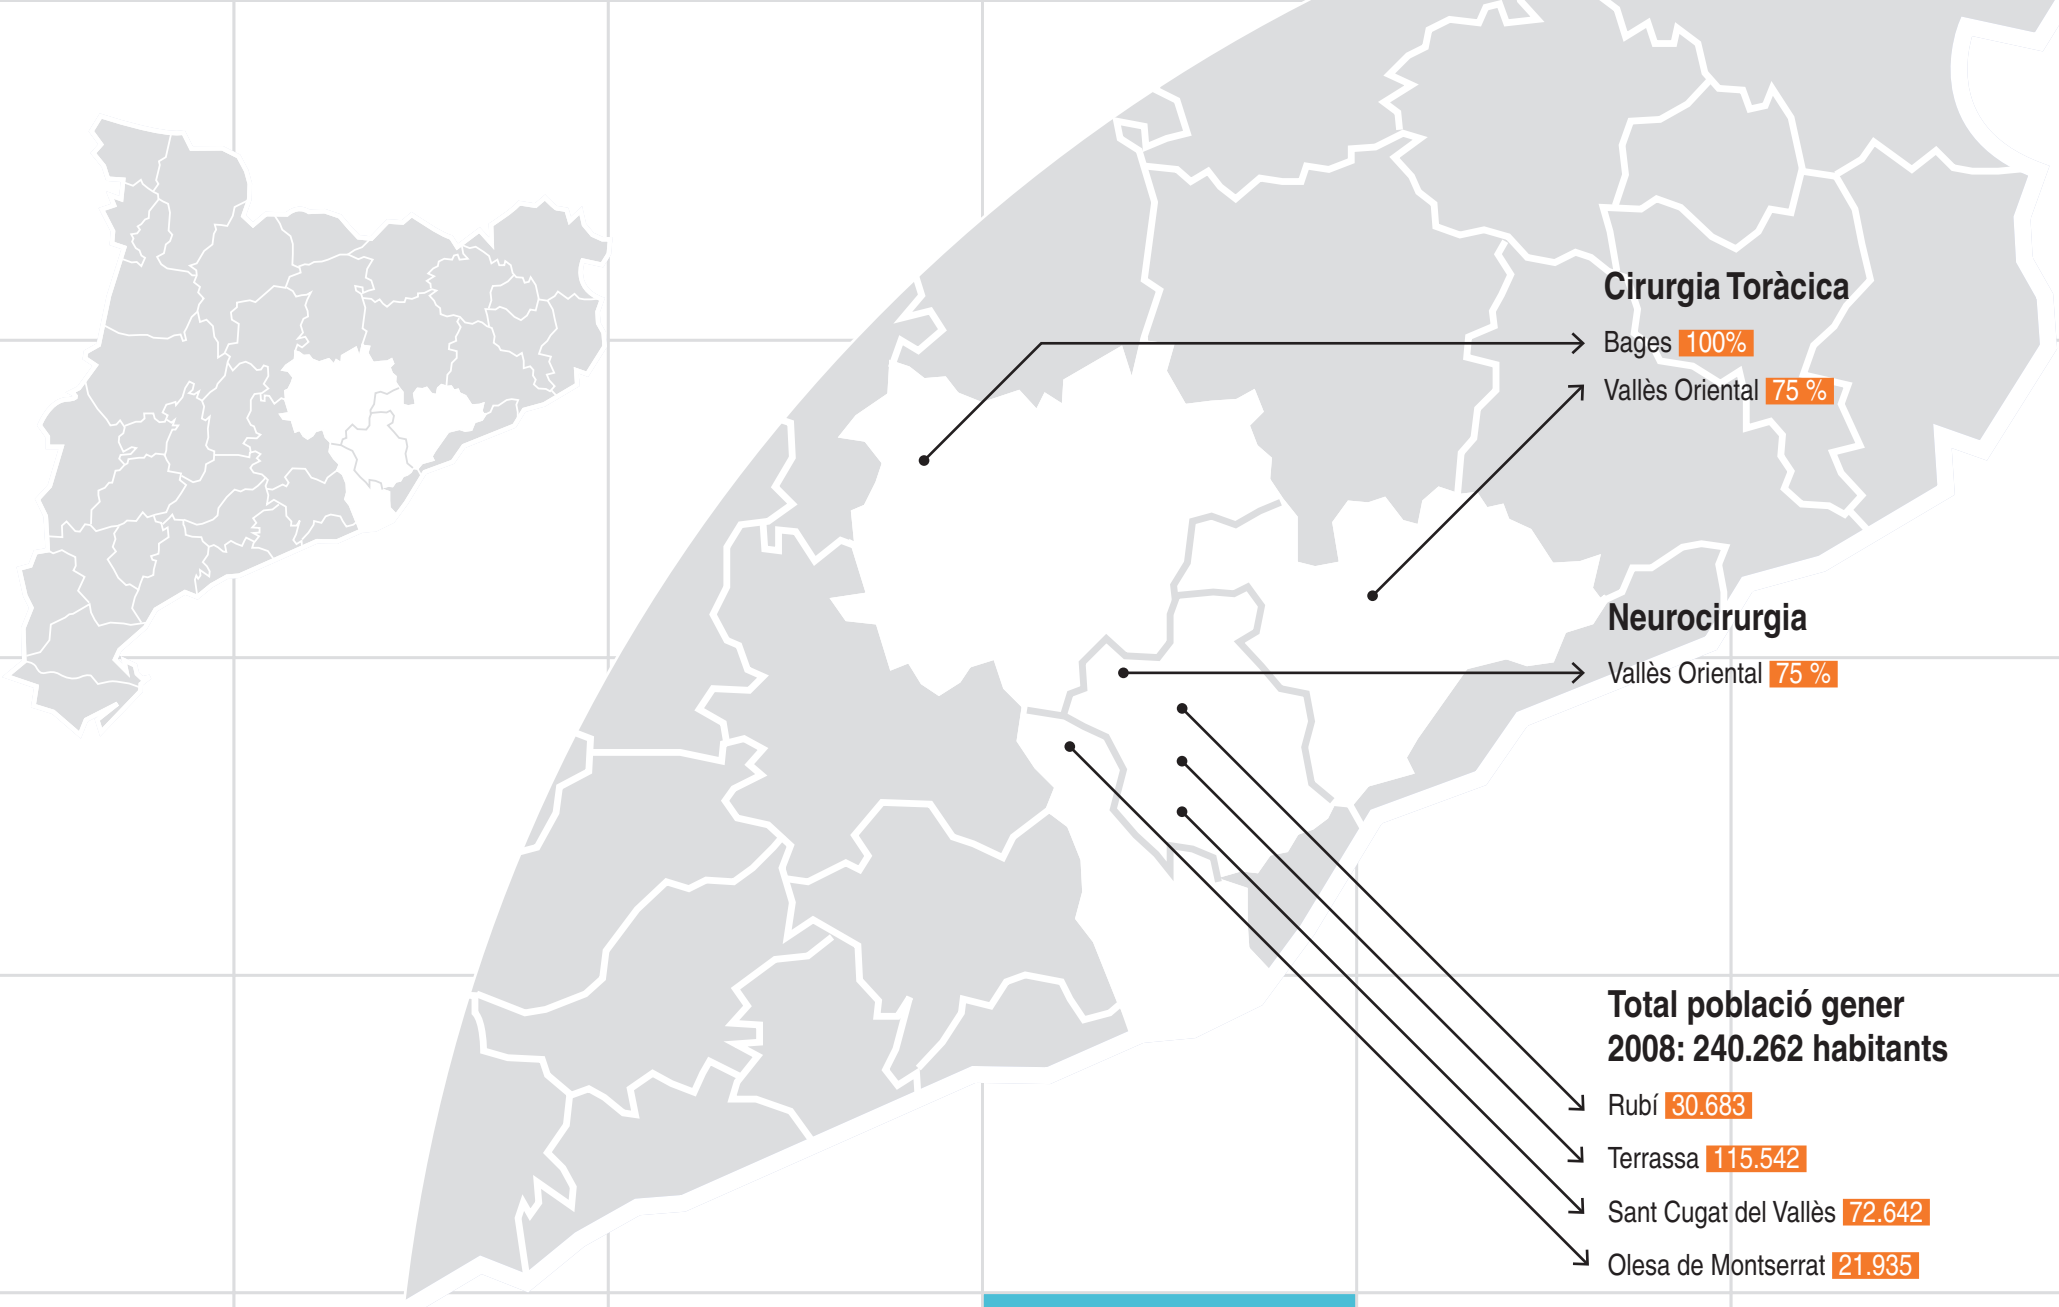 Cirurgia Toràcica
Bages 100%
Vallès Oriental 75 %
Neurocirurgia
Vallès Oriental 75 %
Total població gener
2008: 240.262 habitants
Rubí 30.683
Terrassa 115.542
Sant Cugat del Vallès 72.642
Olesa de Montserrat 21.935